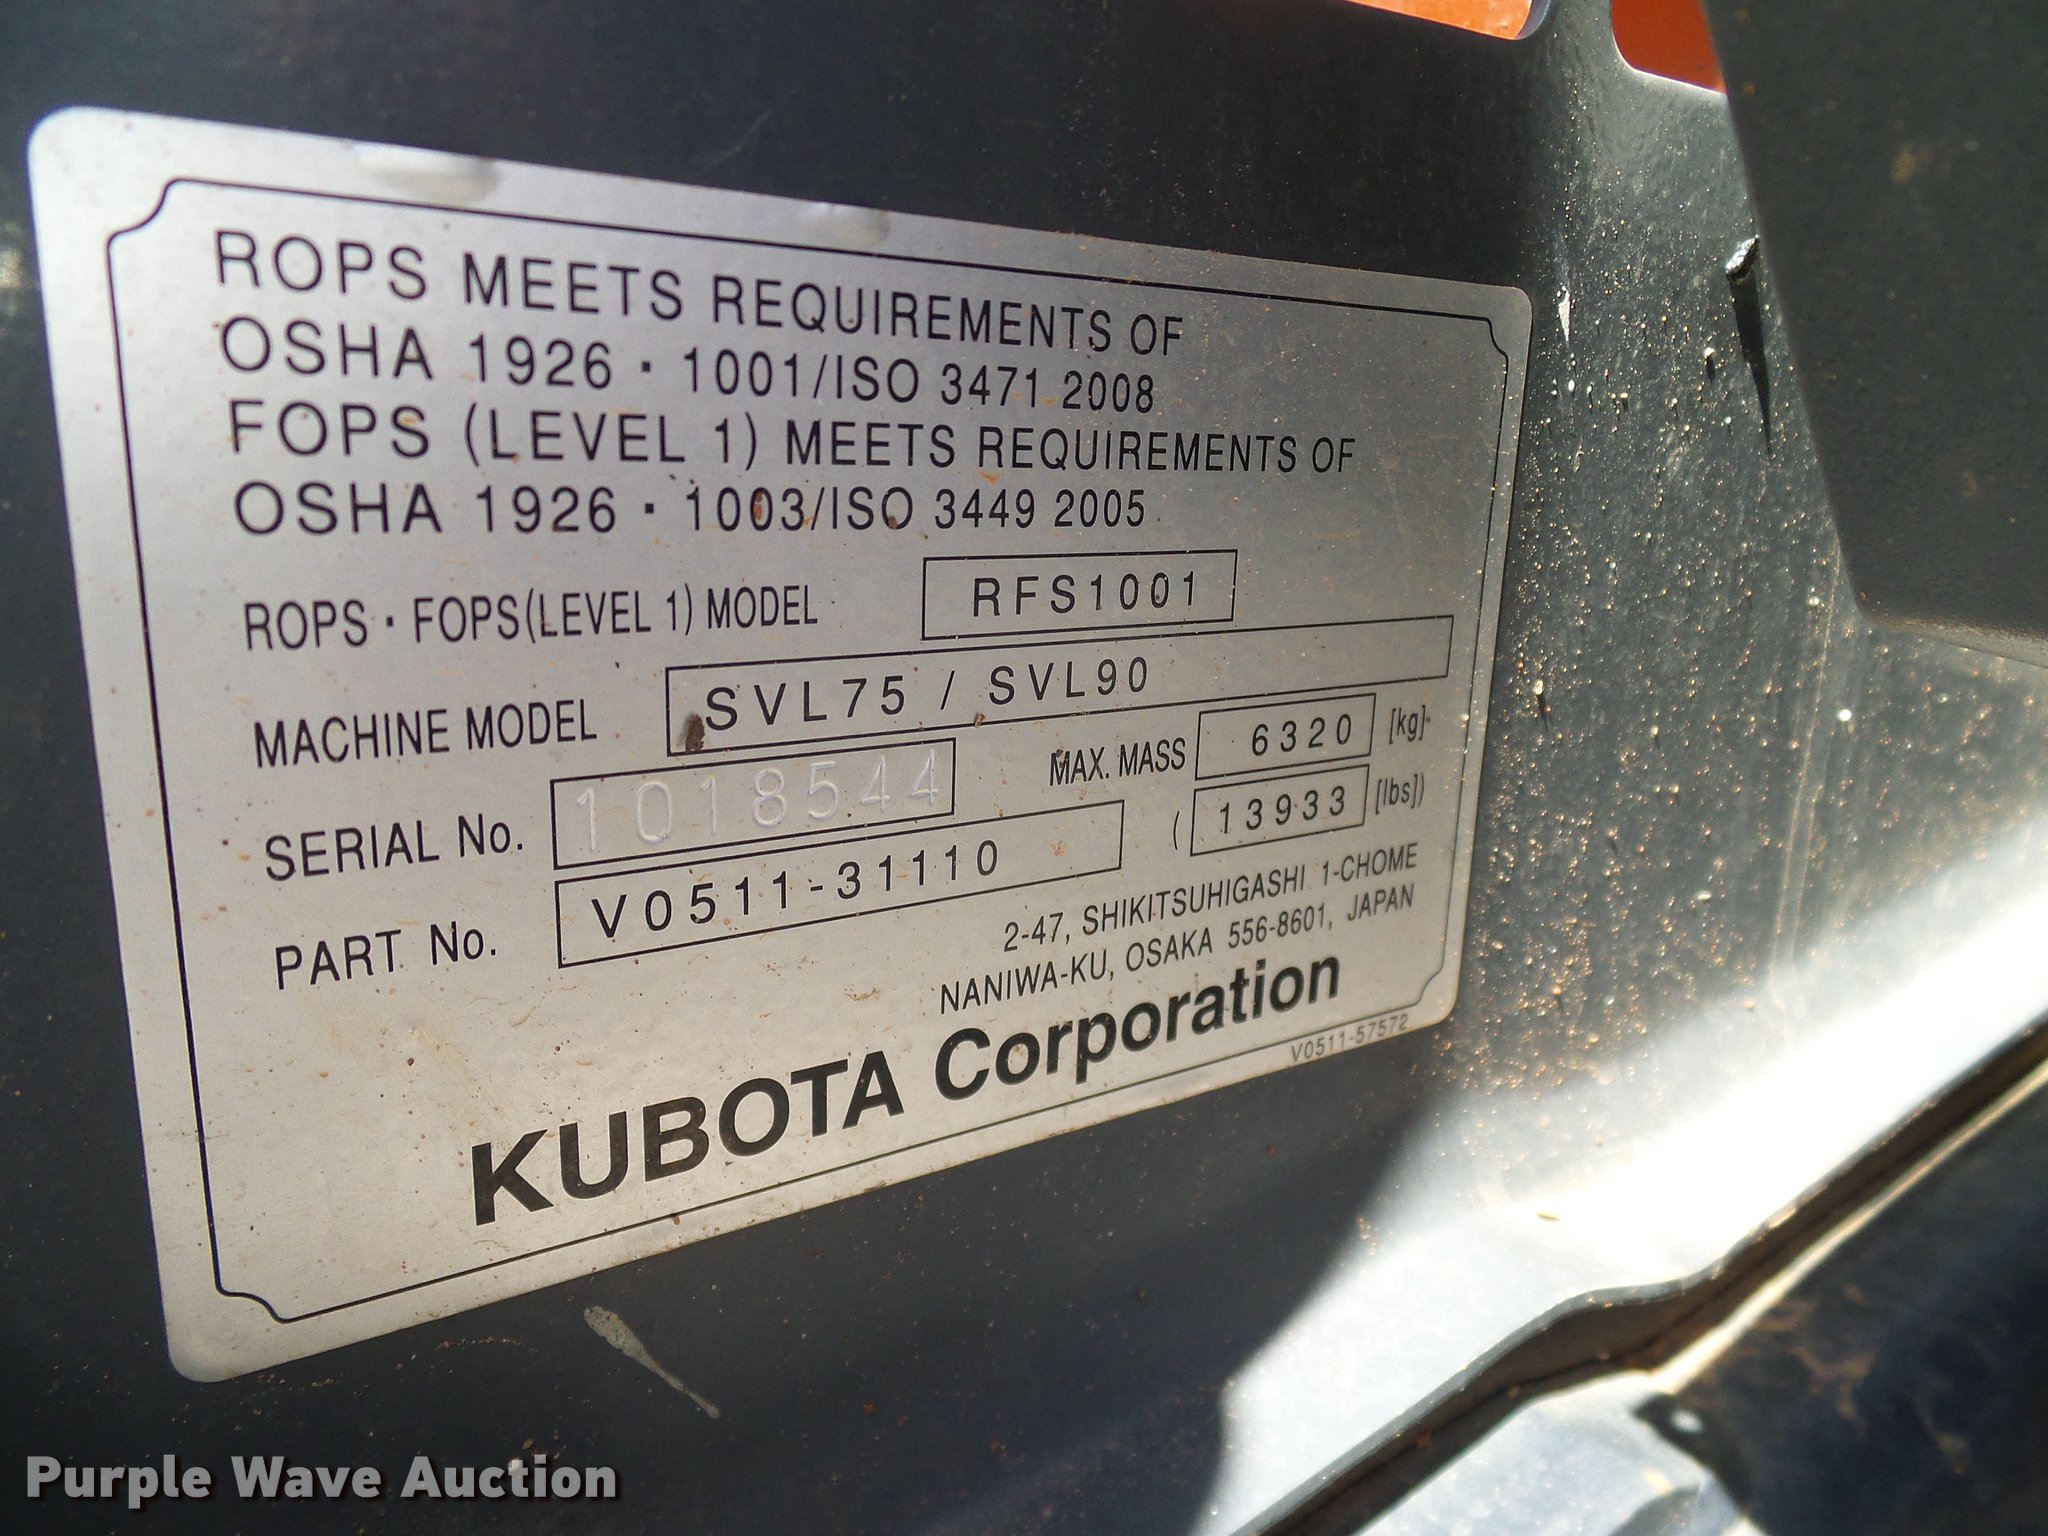 ROPS MEETS REQUIREMENTS OF
OSHA 1926・1001/ISO 3471 2008
FOPS (LEVEL 1) MEETS REQUIREMENTS OF
OSHA 1926・1003/ISO 3449 2005
ROPS・FOPS(LEVEL 1) MODEL RFS1001
MACHINE MODEL SVL75 / SVL90
SERIAL No. 1018544 MAX. MASS 6320 [kg]
PART No. V0511-31110 (13933 [lbs])
2-47, SHIKITSUHIGASHI 1-CHOME
NANIWA-KU, OSAKA 556-8601, JAPAN
KUBOTA Corporation
V0511-57572
Purple Wave Auction